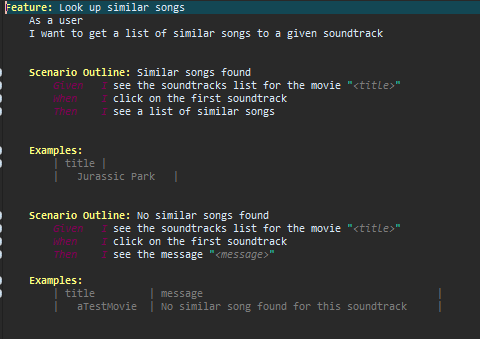 Feature: Look up similar songs
As a user
I want to get a list of similar songs to a given soundtrack
Scenario Outline: Similar songs found
Given I see the soundtracks list for the movie "<title>"
When I click on the first soundtrack
Then I see a list of similar songs
Examples:
| title |
| Jurassic Park |
Scenario Outline: No similar songs found
Given I see the soundtracks list for the movie "<title>"
When I click on the first soundtrack
Then I see the message "<message>"
Examples:
| title | message |
| aTestMovie | No similar song found for this soundtrack |